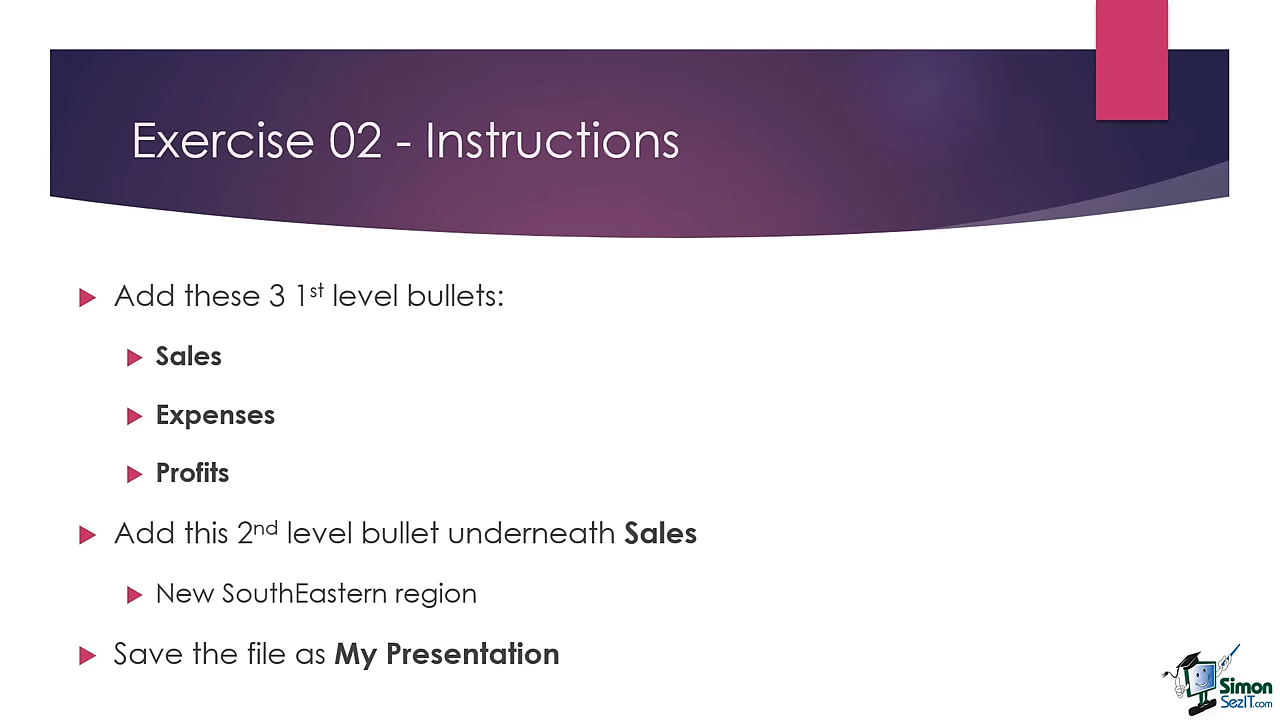 Exercise 02 - Instructions
Add these 3 1st level bullets:
Sales
Expenses
Profits
Add this 2nd level bullet underneath Sales
New SouthEastern region
Save the file as My Presentation
Simon
SezIT.com